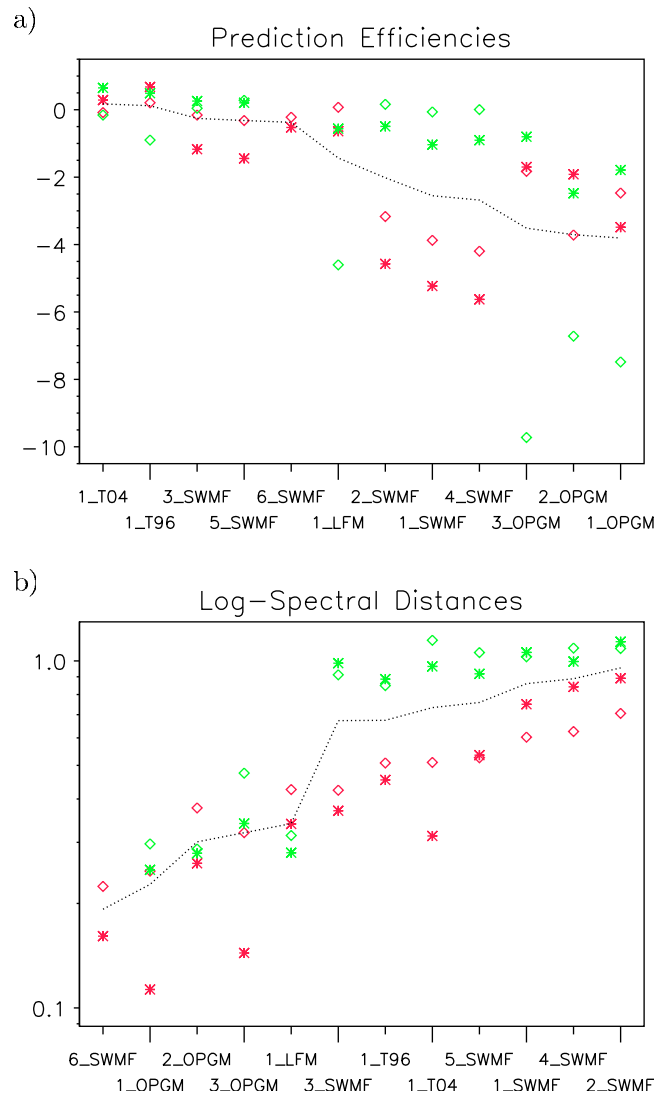 a)
Prediction Efficiencies
0
−2
−4
−6
−8
−10
1_T04 3_SWMF 6_SWMF 2_SWMF 4_SWMF 2_OPGM
1_T96 5_SWMF 1_LFM 1_SWMF 3_OPGM 1_OPGM
b)
Log−Spectral Distances
1.0
0.1
6_SWMF 2_OPGM 1_LFM 1_T96 5_SWMF 4_SWMF
1_OPGM 3_OPGM 3_SWMF 1_T04 1_SWMF 2_SWMF